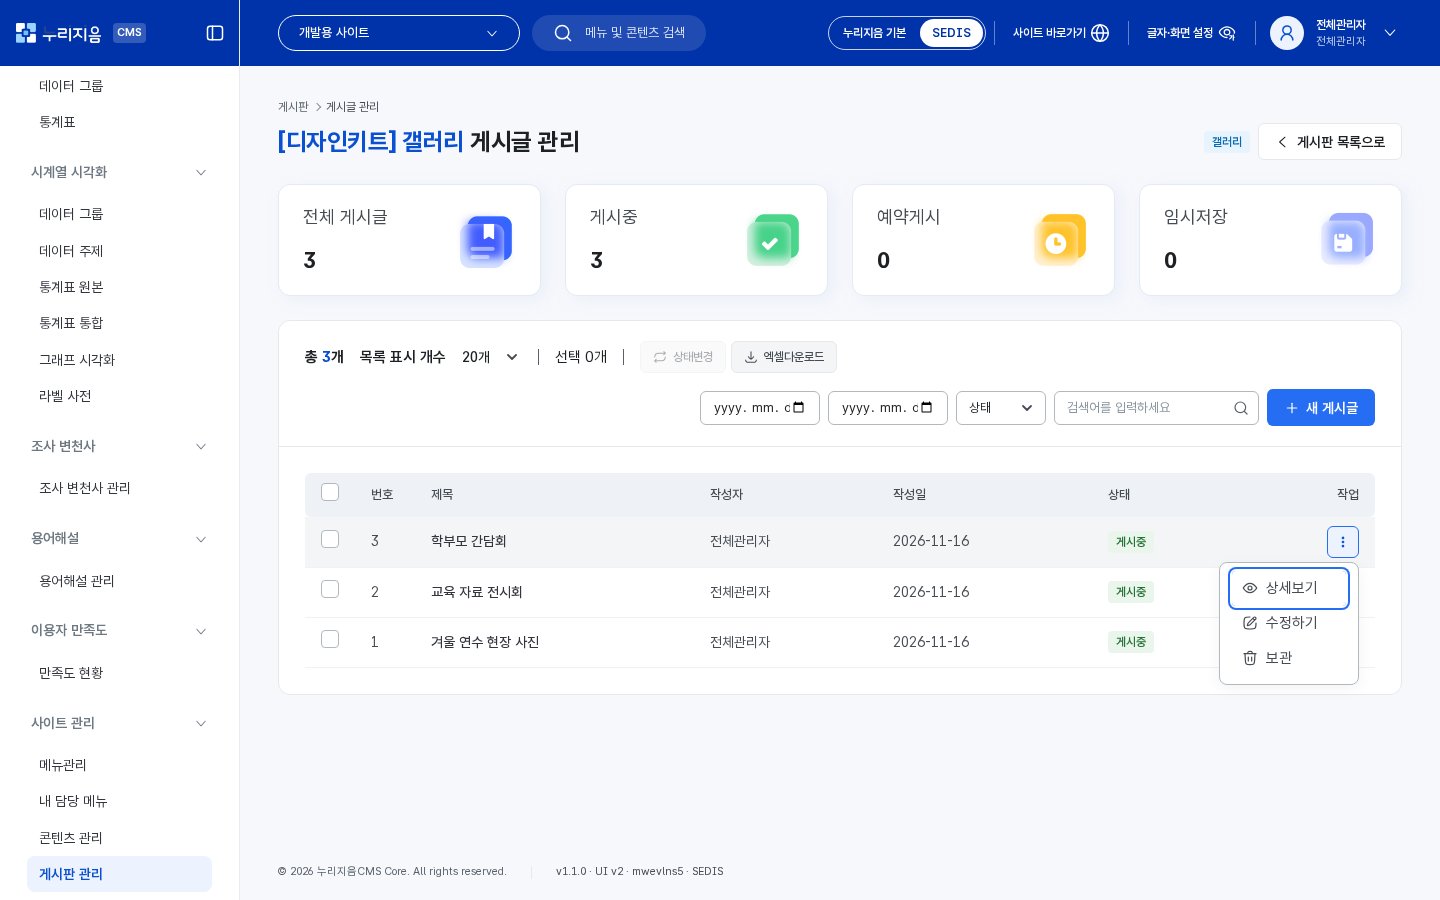 누리지음 CMS
개발용 사이트
메뉴 및 콘텐츠 검색
누리지음 기본 SEDIS
사이트 바로가기
글자·화면 설정
전체관리자
전체관리자
데이터 그룹
통계표
시계열 시각화
데이터 그룹
데이터 주제
통계표 원본
통계표 통합
그래프 시각화
라벨 사전
조사 변천사
조사 변천사 관리
용어해설
용어해설 관리
이용자 만족도
만족도 현황
사이트 관리
메뉴관리
내 담당 메뉴
콘텐츠 관리
게시판 관리
게시판 > 게시글 관리
[디자인키트] 갤러리 게시글 관리
갤러리
게시판 목록으로
전체 게시글
3
게시중
3
예약게시
0
임시저장
0
총 3개 목록 표시 개수 20개 선택 0개 상태변경 엑셀다운로드
yyyy. mm. d yyyy. mm. d 상태 검색어를 입력하세요 새 게시글
번호 제목 작성자 작성일 상태 작업
3 학부모 간담회 전체관리자 2026-11-16 게시중
2 교육 자료 전시회 전체관리자 2026-11-16 게시중
1 겨울 연수 현장 사진 전체관리자 2026-11-16 게시중
상세보기
수정하기
보관
© 2026 누리지음CMS Core. All rights reserved.
v1.1.0 · UI v2 · mwevlns5 · SEDIS